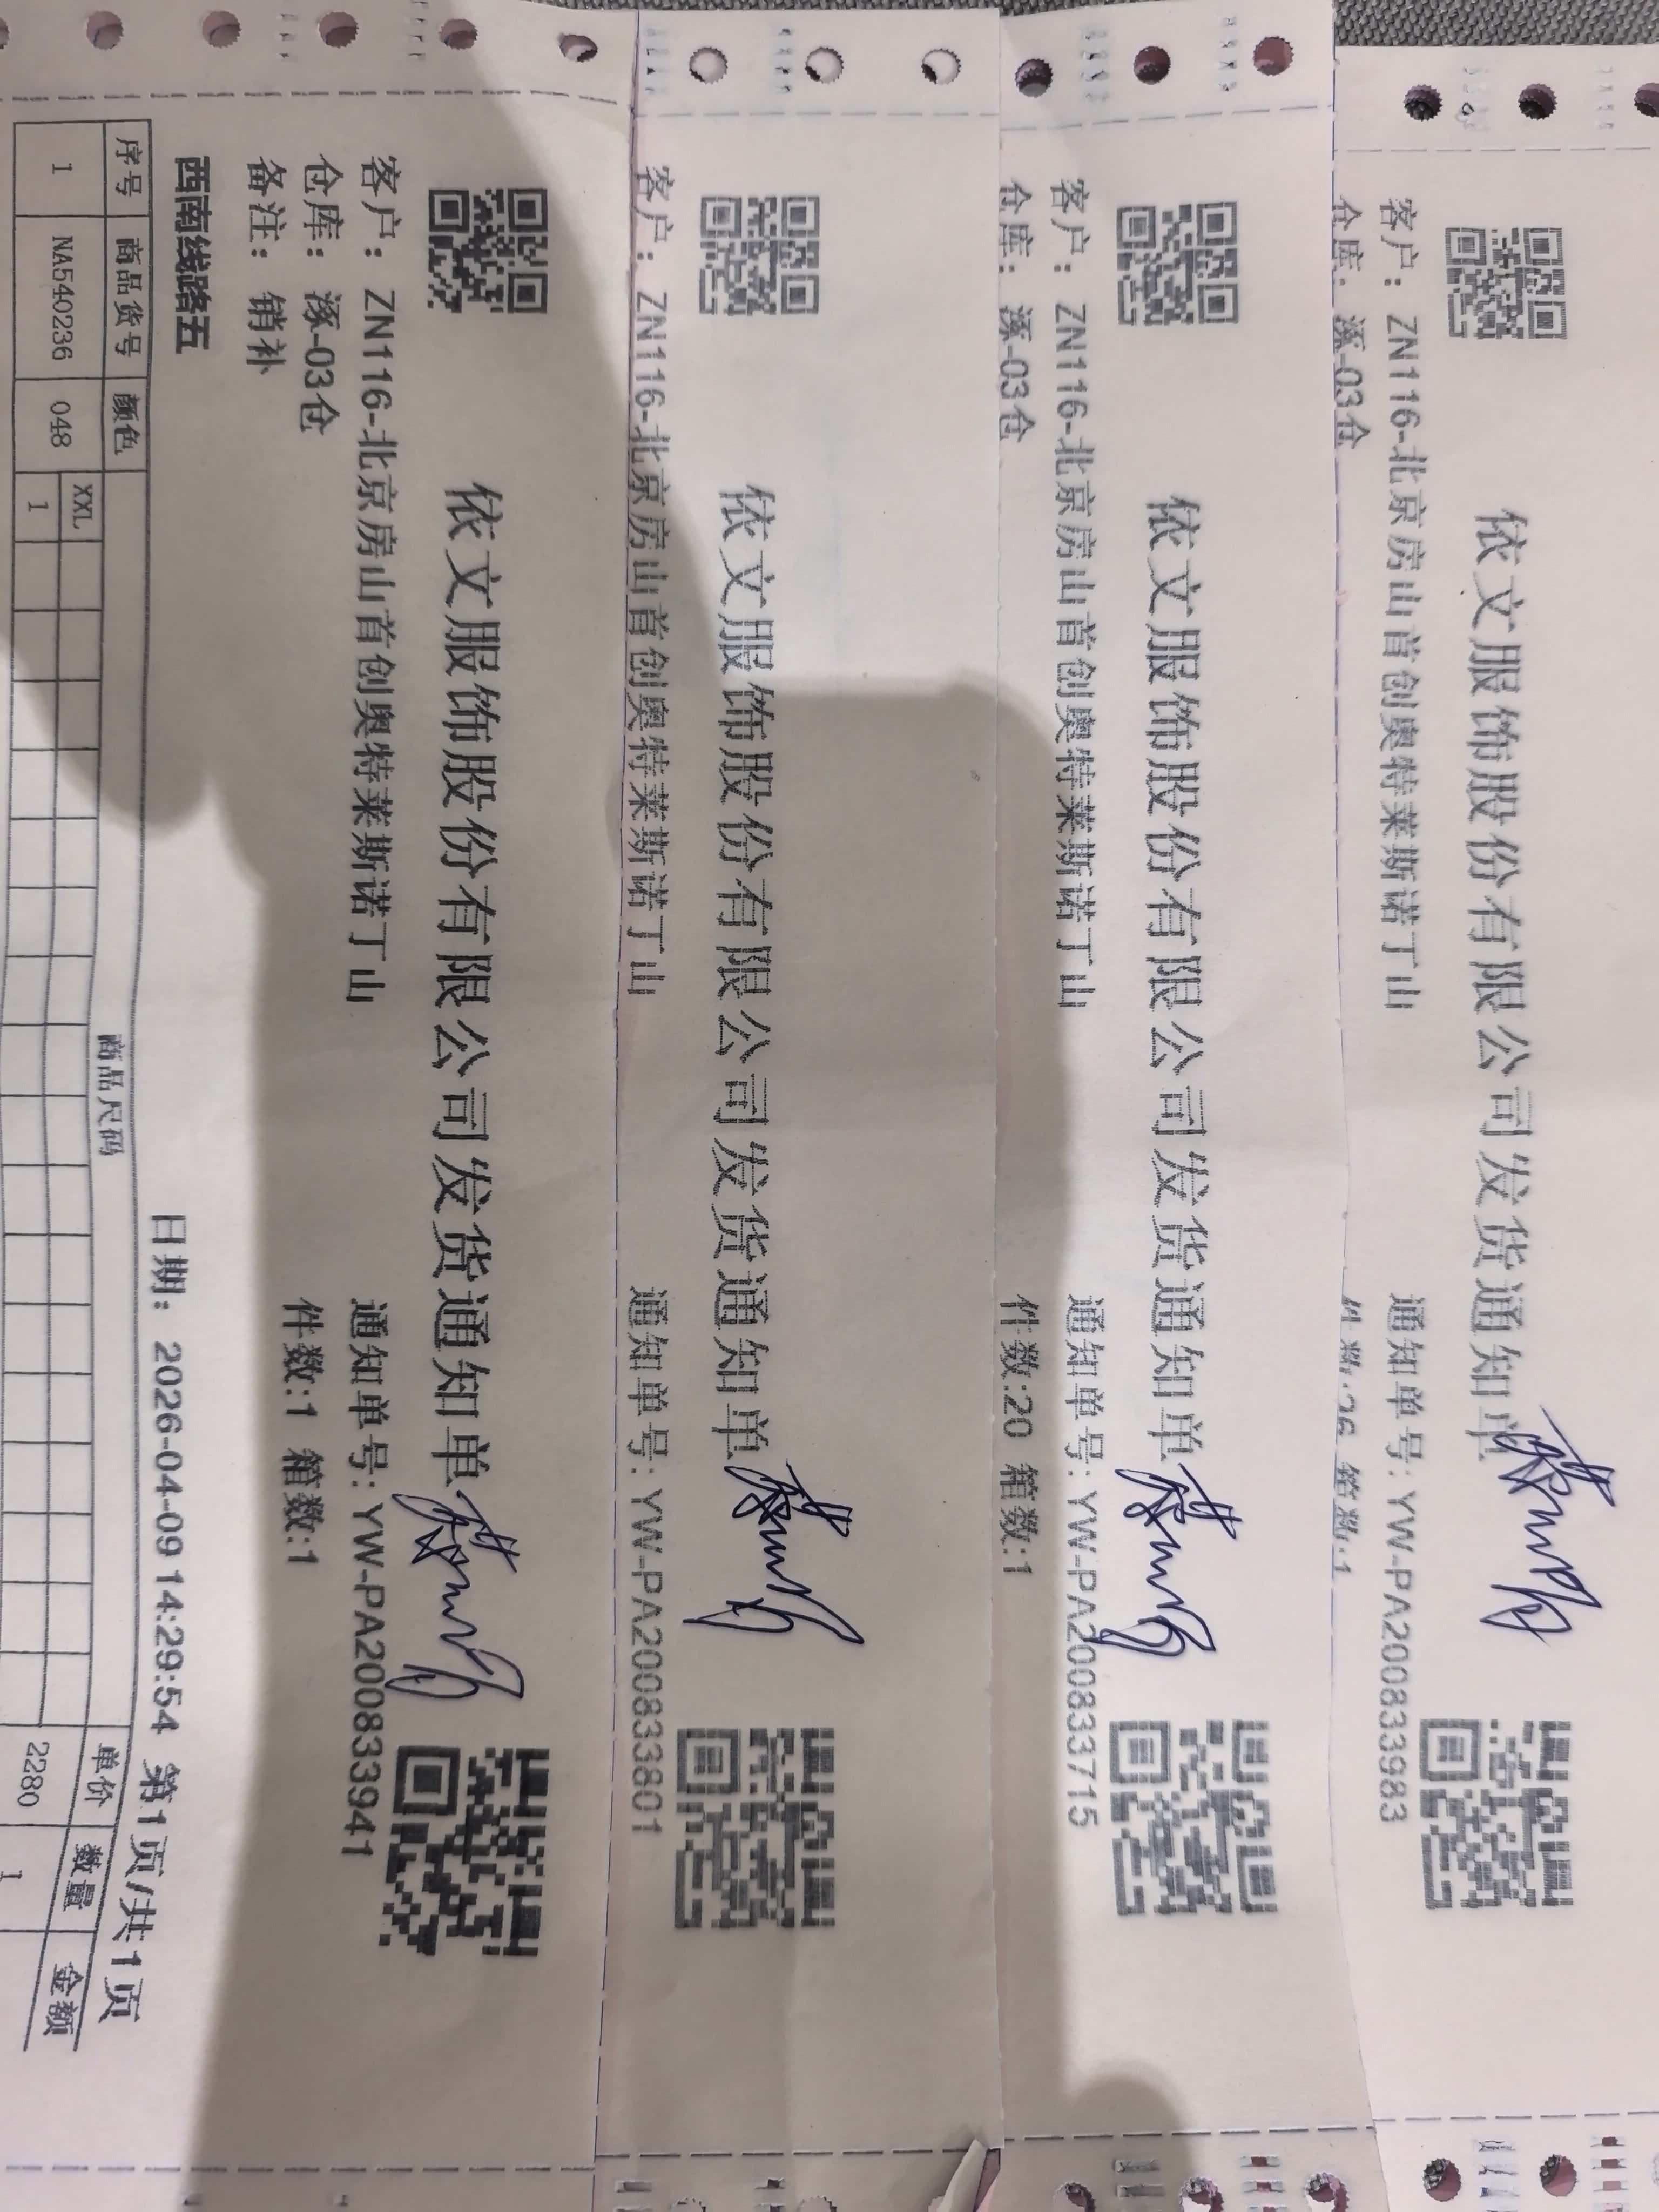 依文服饰股份有限公司发货通知单
客户：ZN116-北京房山首创奥特莱斯诺丁山
通知单号：YW-PA200833983
仓库：涿-03仓
件数:26 箱数:1
依文服饰股份有限公司发货通知单
客户：ZN116-北京房山首创奥特莱斯诺丁山
通知单号：YW-PA200833715
仓库：涿-03仓
件数:20 箱数:1
依文服饰股份有限公司发货通知单
客户：ZN116-北京房山首创奥特莱斯诺丁山
通知单号：YW-PA200833801
依文服饰股份有限公司发货通知单
客户：ZN116-北京房山首创奥特莱斯诺丁山
通知单号：YW-PA200833941
仓库：涿-03仓
件数:1 箱数:1
备注：销补
西南线路五
日期：2026-04-09 14:29:54 第1页/共1页
序号 商品货号 颜色 商品尺码 单价 数量 金额
XXL
1 NA540236 048 1 2280 1